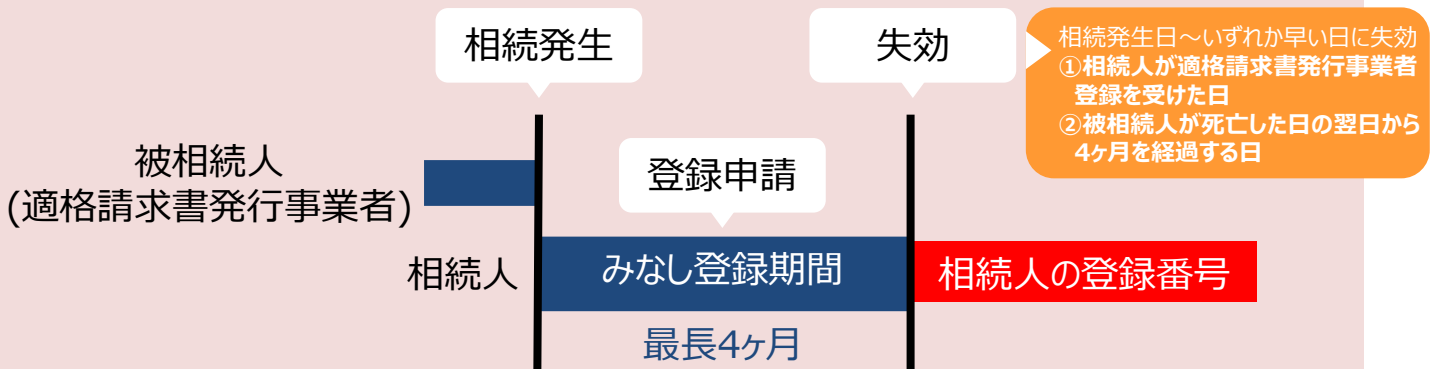 相続発生
失効
相続発生日～いずれか早い日に失効
①相続人が適格請求書発行事業者
登録を受けた日
②被相続人が死亡した日の翌日から
4ヶ月を経過する日
被相続人
(適格請求書発行事業者)
登録申請
相続人
みなし登録期間
相続人の登録番号
最長4ヶ月